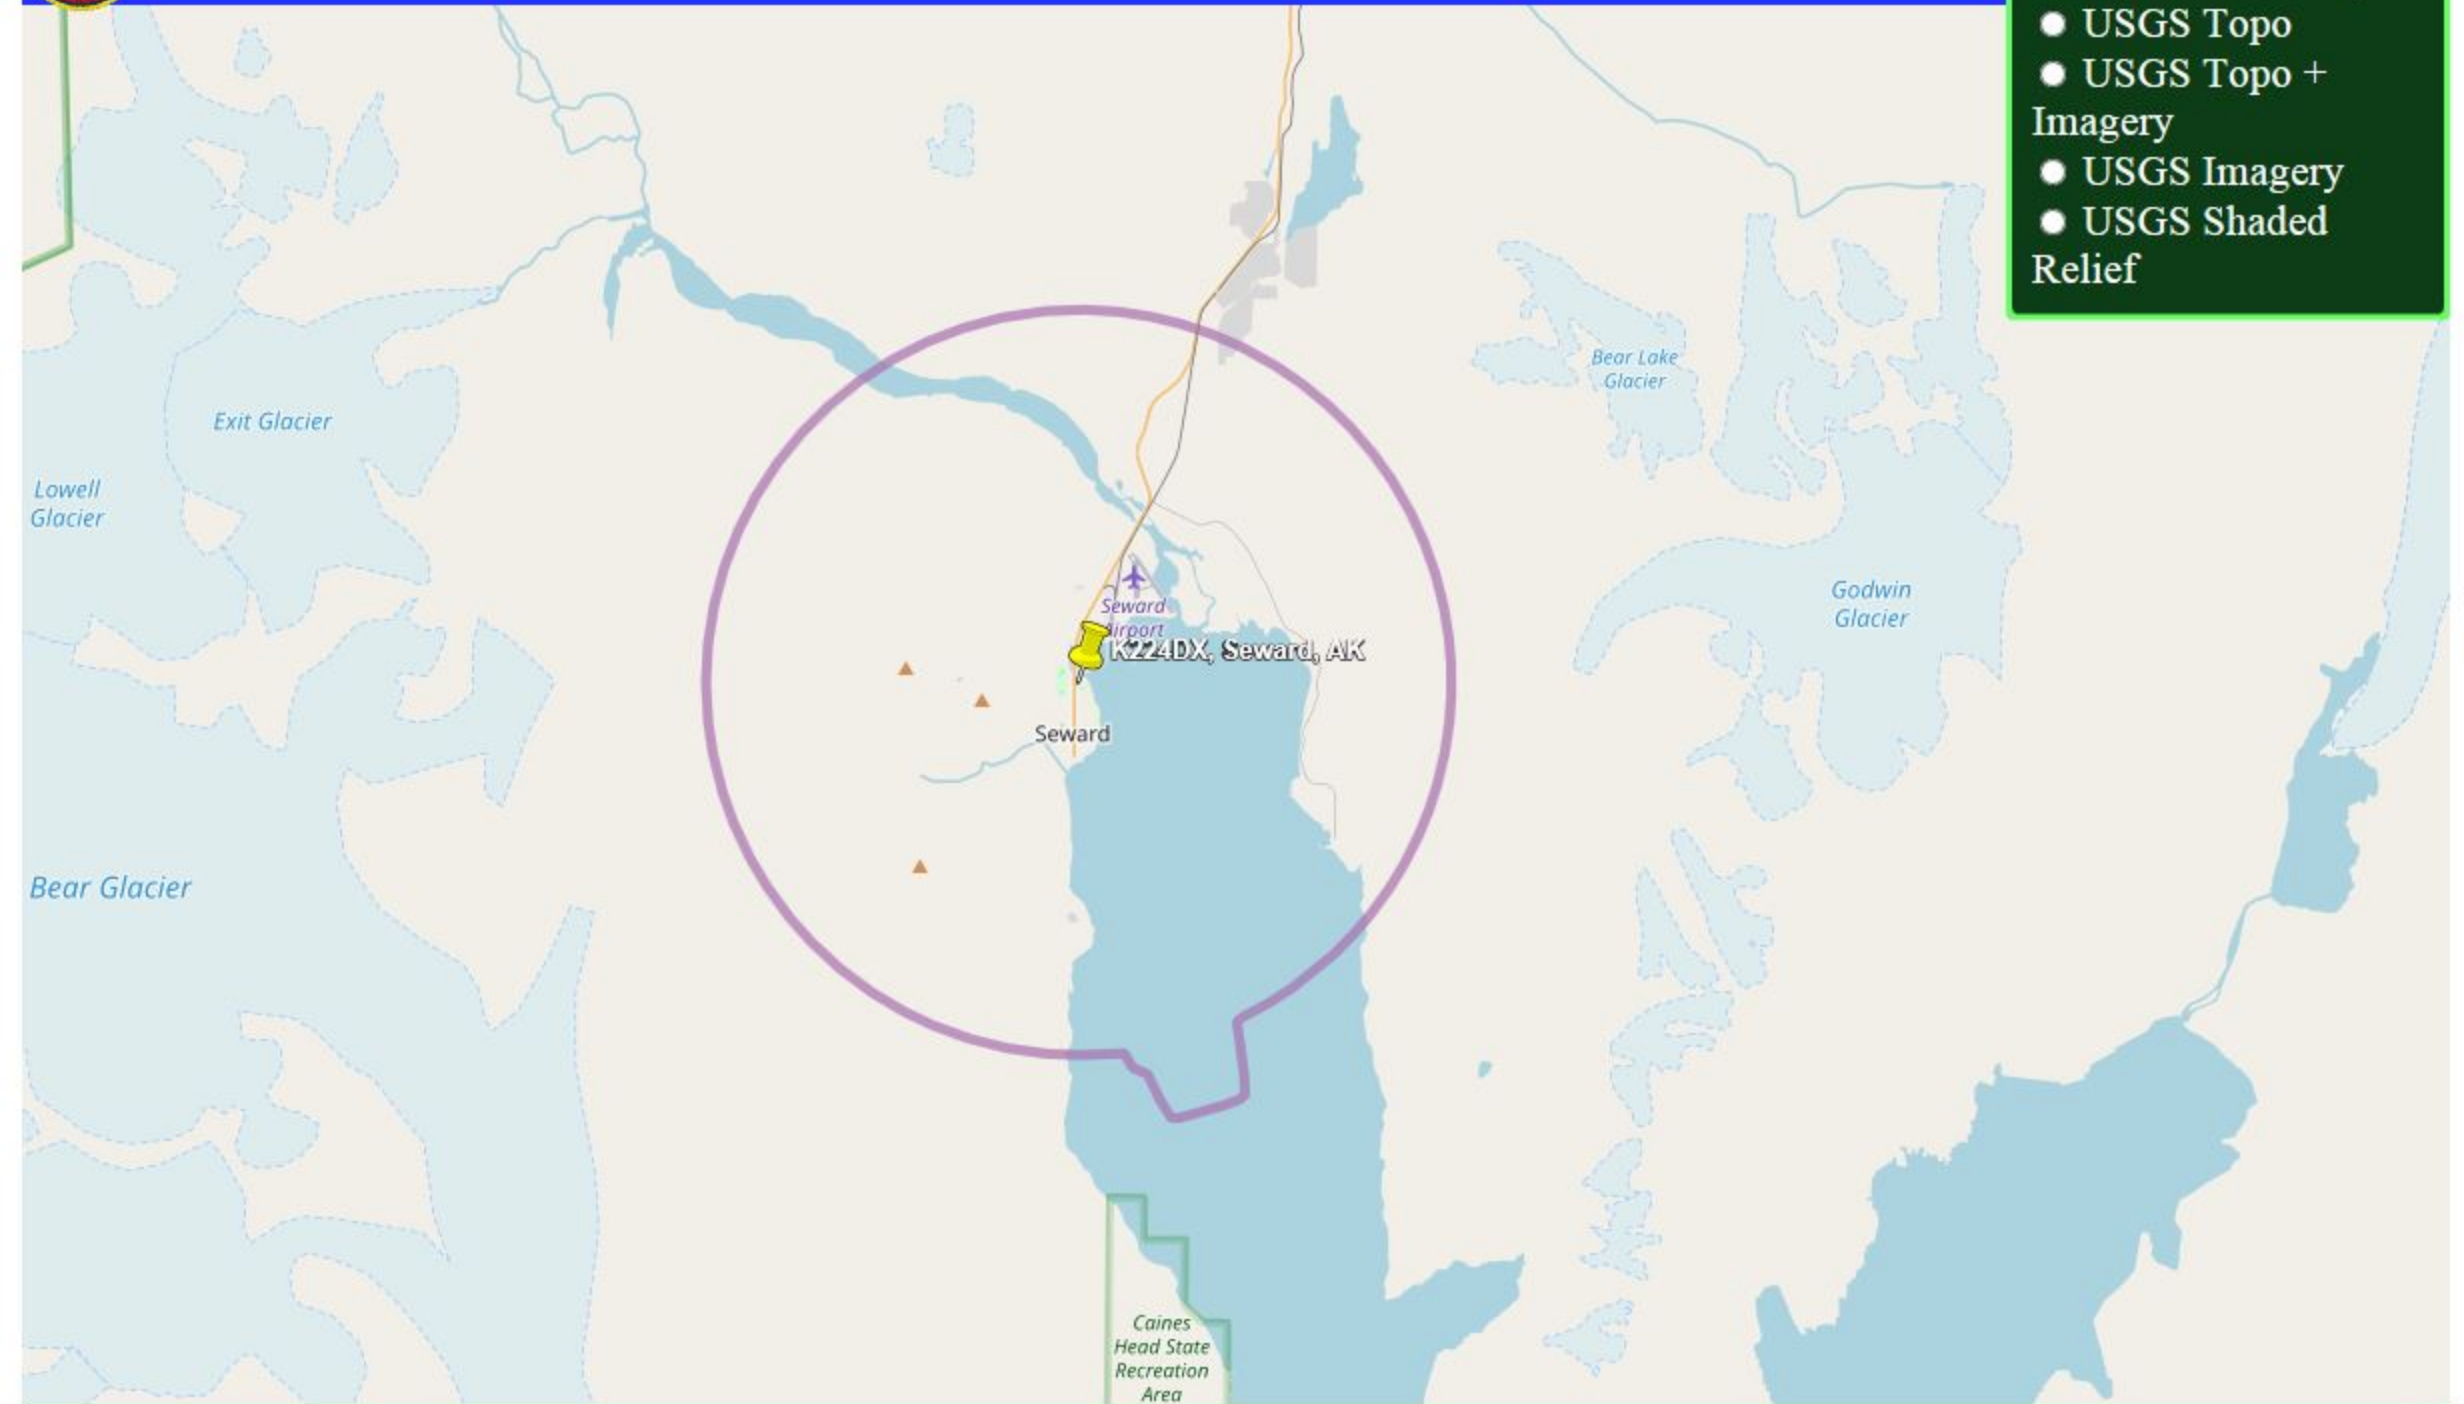 USGS Topo
USGS Topo +
Imagery
USGS Imagery
USGS Shaded
Relief
Bear Lake
Glacier
Exit Glacier
Lowell
Glacier
Godwin
Glacier
Seward
Airport
K224DX, Seward, AK
Seward
Bear Glacier
Caines
Head State
Recreation
Area